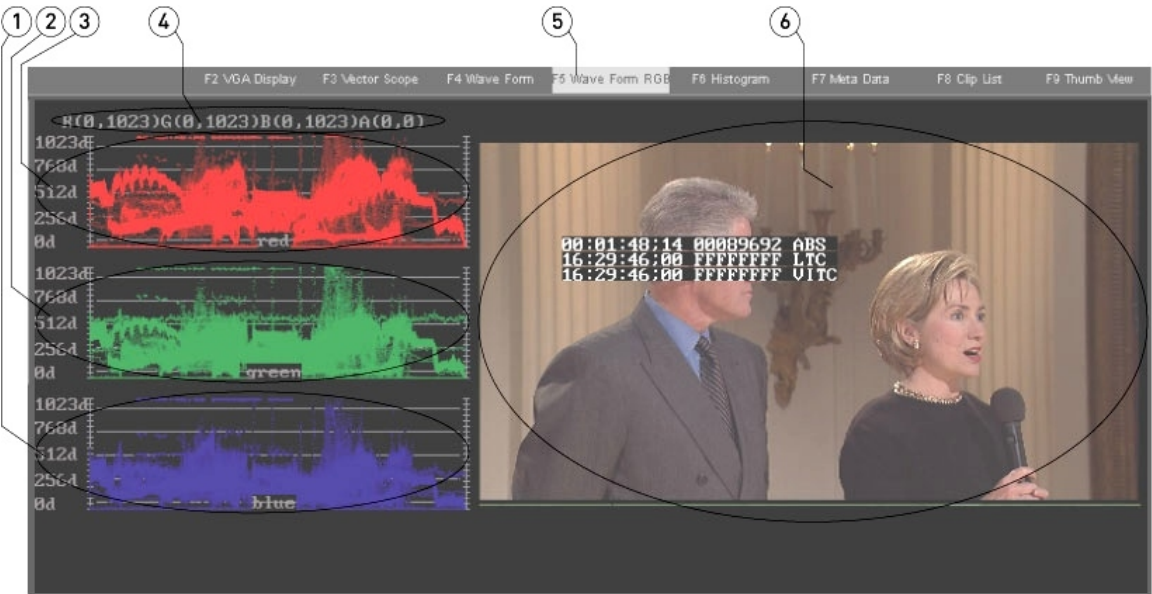 1 2 3 4 5 6
F2 VGA Display F3 Vector Scope F4 Wave Form F5 Wave Form RGB F6 Histogram F7 Meta Data F8 Clip List F9 Thumb View
R(0,1023)G(0,1023)B(0,1023)A(0,0)
1023d
768d
512d
256d
0d
red
1023d
768d
512d
256d
0d
green
1023d
768d
512d
256d
0d
blue
00:01:48;14 00089692 ABS
16:29:46;00 FFFFFFFF LTC
16:29:46;00 FFFFFFFF VITC